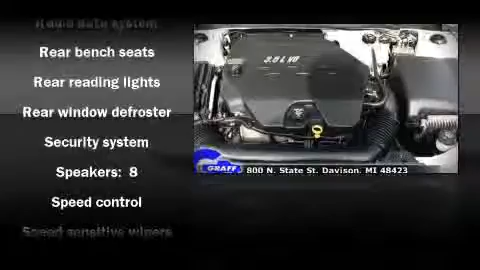 Radio data system
Rear bench seats
Rear reading lights
Rear window defroster
Security system
Speakers: 8
Speed control
Speed sensitive wipers
3.6L V6
GRAFF
800 N. State St. Davison, MI 48423